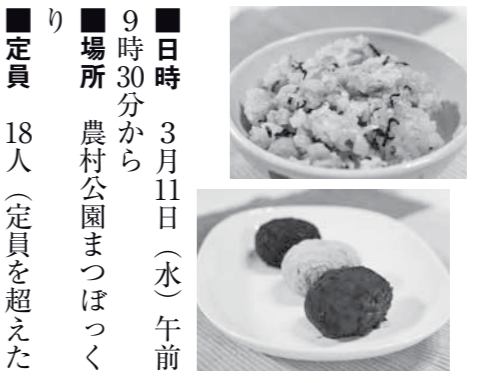 ■日時　３月11日（水）午前
９時30分から
■場所　農村公園まつぼっく
り
■定員　18人（定員を超えた